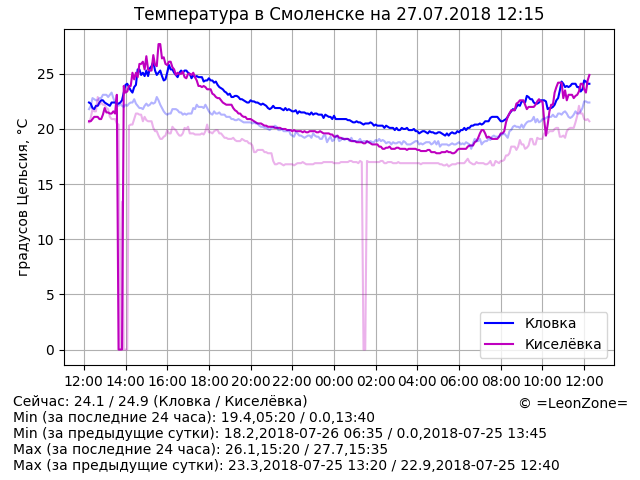 Температура в Смоленске на 27.07.2018 12:15
градусов Цельсия, °C
25
20
15
10
5
0
12:00 14:00 16:00 18:00 20:00 22:00 00:00 02:00 04:00 06:00 08:00 10:00 12:00
Кловка
Киселёвка
Сейчас: 24.1 / 24.9 (Кловка / Киселёвка)
© =LeonZone=
Min (за последние 24 часа): 19.4,05:20 / 0.0,13:40
Min (за предыдущие сутки): 18.2,2018-07-26 06:35 / 0.0,2018-07-25 13:45
Max (за последние 24 часа): 26.1,15:20 / 27.7,15:35
Max (за предыдущие сутки): 23.3,2018-07-25 13:20 / 22.9,2018-07-25 12:40